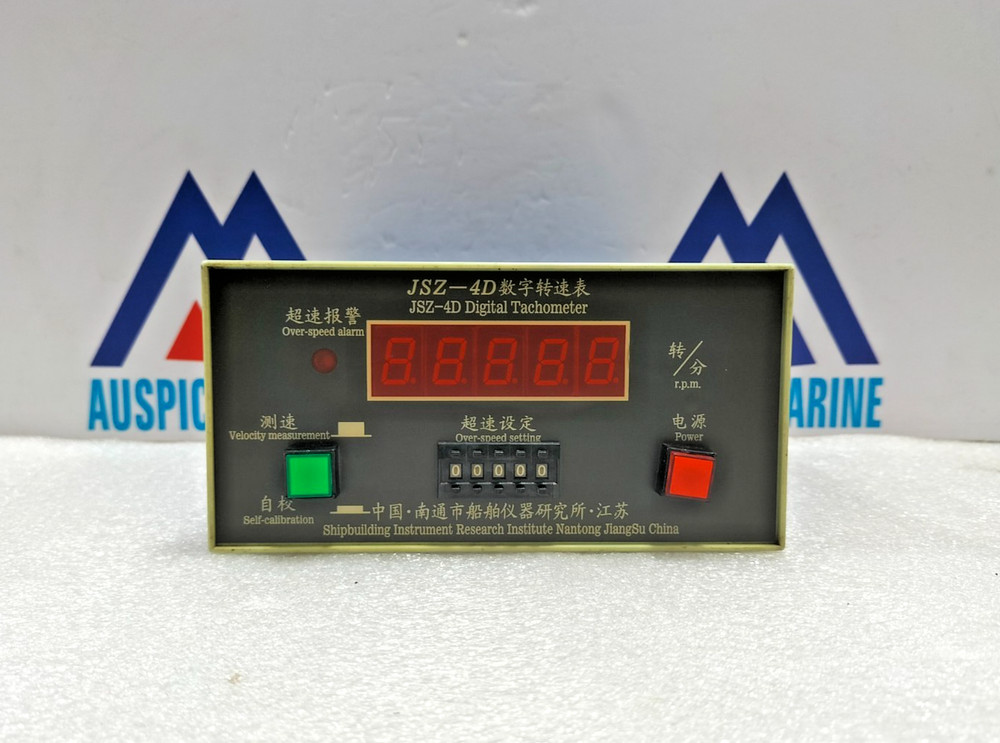 JSZ-4D数字转速表
JSZ-4D Digital Tachometer
超速报警
Over-speed alarm
88888
转/分
r.p.m.
测速
Velocity measurement
超速设定
Over-speed setting
电源
Power
00000
自权
Self-calibration
中国·南通市船舶仪器研究所·江苏
Shipbuilding Instrument Research Institute Nantong JiangSu China
AUSPIC
ARINE